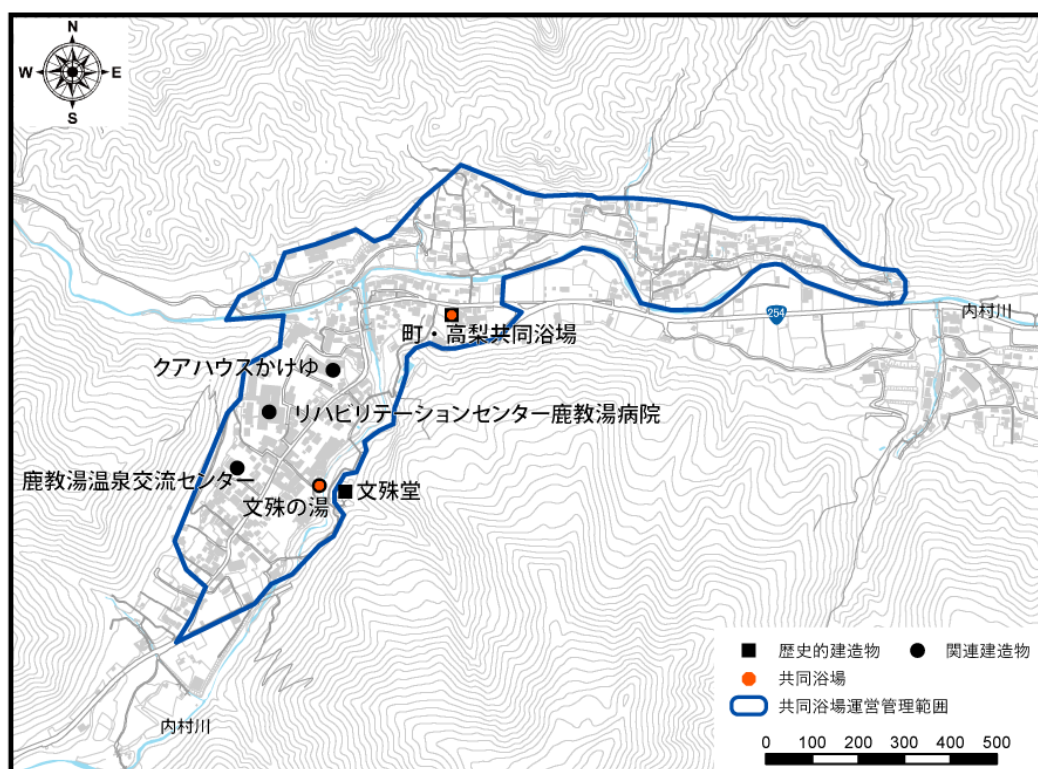 N
W E
S
254
内村川
町・高梨共同浴場
クアハウスかけゆ
リハビリテーションセンター鹿教湯病院
鹿教湯温泉交流センター
文殊の湯
文殊堂
内村川
歴史的建造物 関連建造物
共同浴場
共同浴場運営管理範囲
0 100 200 300 400 500